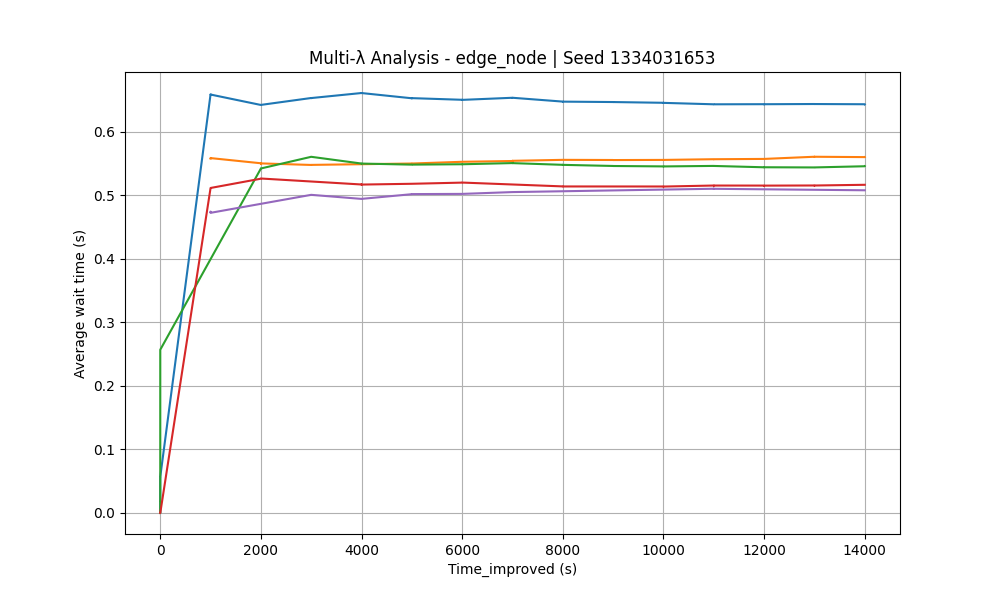 Multi-λ Analysis - edge_node | Seed 1334031653
Average wait time (s)
0.6
0.5
0.4
0.3
0.2
0.1
0.0
0 2000 4000 6000 8000 10000 12000 14000
Time_improved (s)